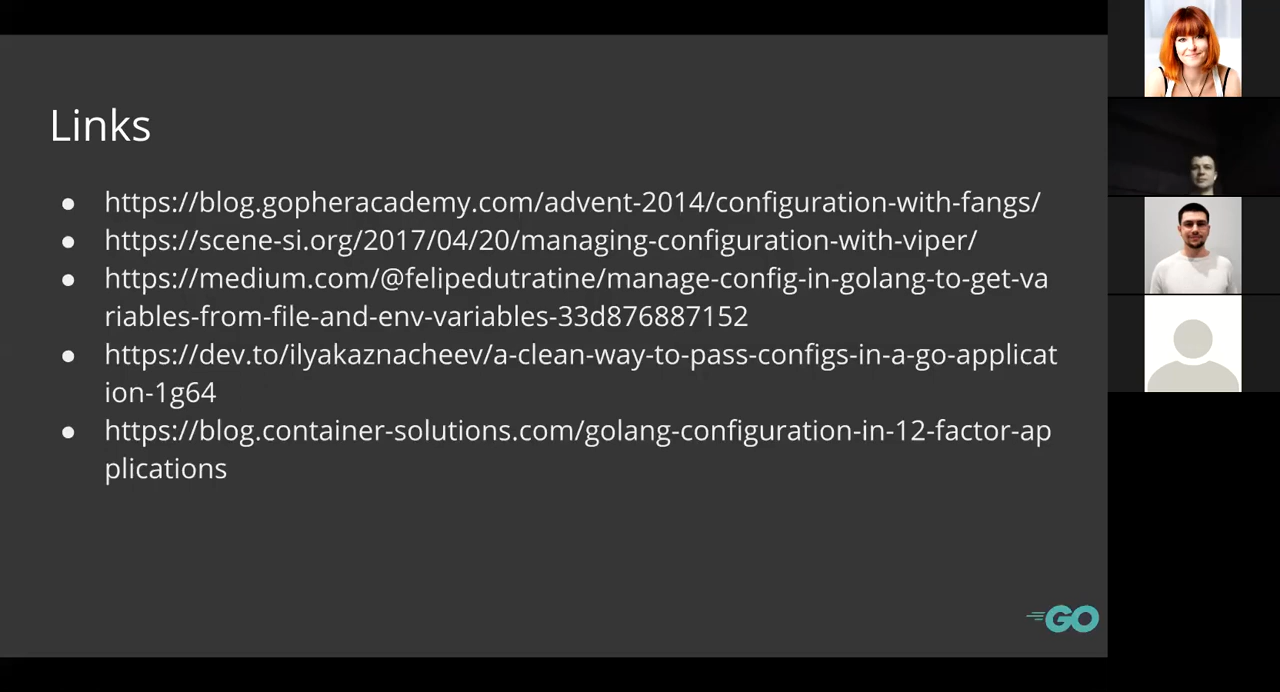 Links
● https://blog.gopheracademy.com/advent-2014/configuration-with-fangs/
● https://scene-si.org/2017/04/20/managing-configuration-with-viper/
● https://medium.com/@felipedutratine/manage-config-in-golang-to-get-va
riables-from-file-and-env-variables-33d876887152
● https://dev.to/ilyakaznacheev/a-clean-way-to-pass-configs-in-a-go-applicat
ion-1g64
● https://blog.container-solutions.com/golang-configuration-in-12-factor-ap
plications
GO